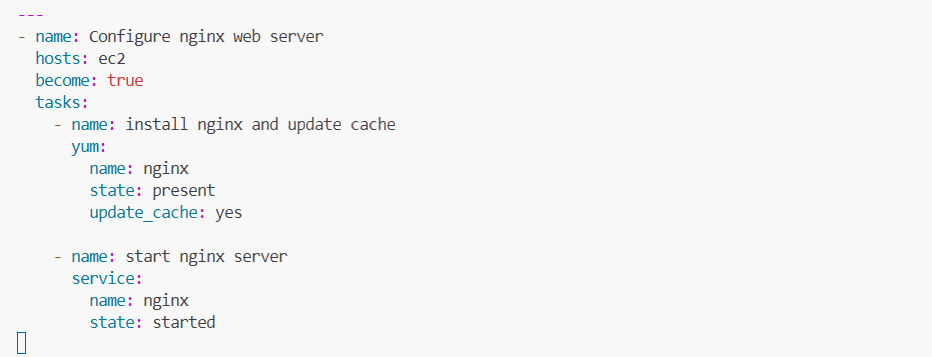 ---
- name: Configure nginx web server
  hosts: ec2
  become: true
  tasks:
    - name: install nginx and update cache
      yum:
        name: nginx
        state: present
        update_cache: yes

    - name: start nginx server
      service:
        name: nginx
        state: started